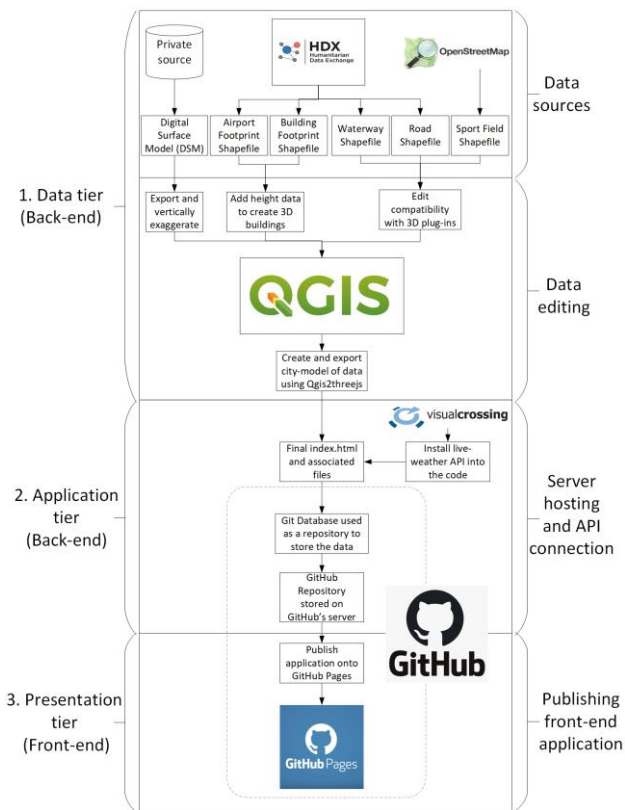 Private
source
HDX
Humanitarian
Data Exchange
OpenStreetMap
Data
sources
Digital
Surface
Model (DSM)
Airport
Footprint
Shapefile
Building
Footprint
Shapefile
Waterway
Shapefile
Road
Shapefile
Sport Field
Shapefile
1. Data tier
(Back-end)
Export and
vertically
exaggerate
Add height data
to create 3D
buildings
Edit
compatibility
with 3D plug-ins
QGIS
Data
editing
Create and export
city-model of data
using Qgis2threejs
visualcrossing
Final index.html
and associated
files
Install live-
weather API into
the code
2. Application
tier
(Back-end)
Server
hosting
and API
connection
Git Database used
as a repository to
store the data
GitHub
Repository
stored on
GitHub's server
GitHub
Publish
application onto
GitHub Pages
3. Presentation
tier
(Front-end)
GitHub Pages
Publishing
front-end
application